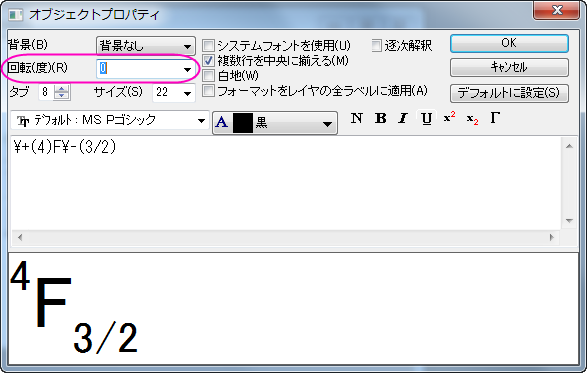 オブジェクトプロパティ
背景(B) 背景なし システムフォントを使用(U) 逐次解釈 OK
回転(度)(R) 0 複数行を中央に揃える(M) キャンセル
白地(W)
タブ 8 サイズ(S) 22 フォーマットをレイヤの全ラベルに適用(A) デフォルトに設定(S)
デフォルト：MS Pゴシック A 黒 N B I U x² x₂ Γ
¥+(4)F¥-(3/2)
⁴F3/2